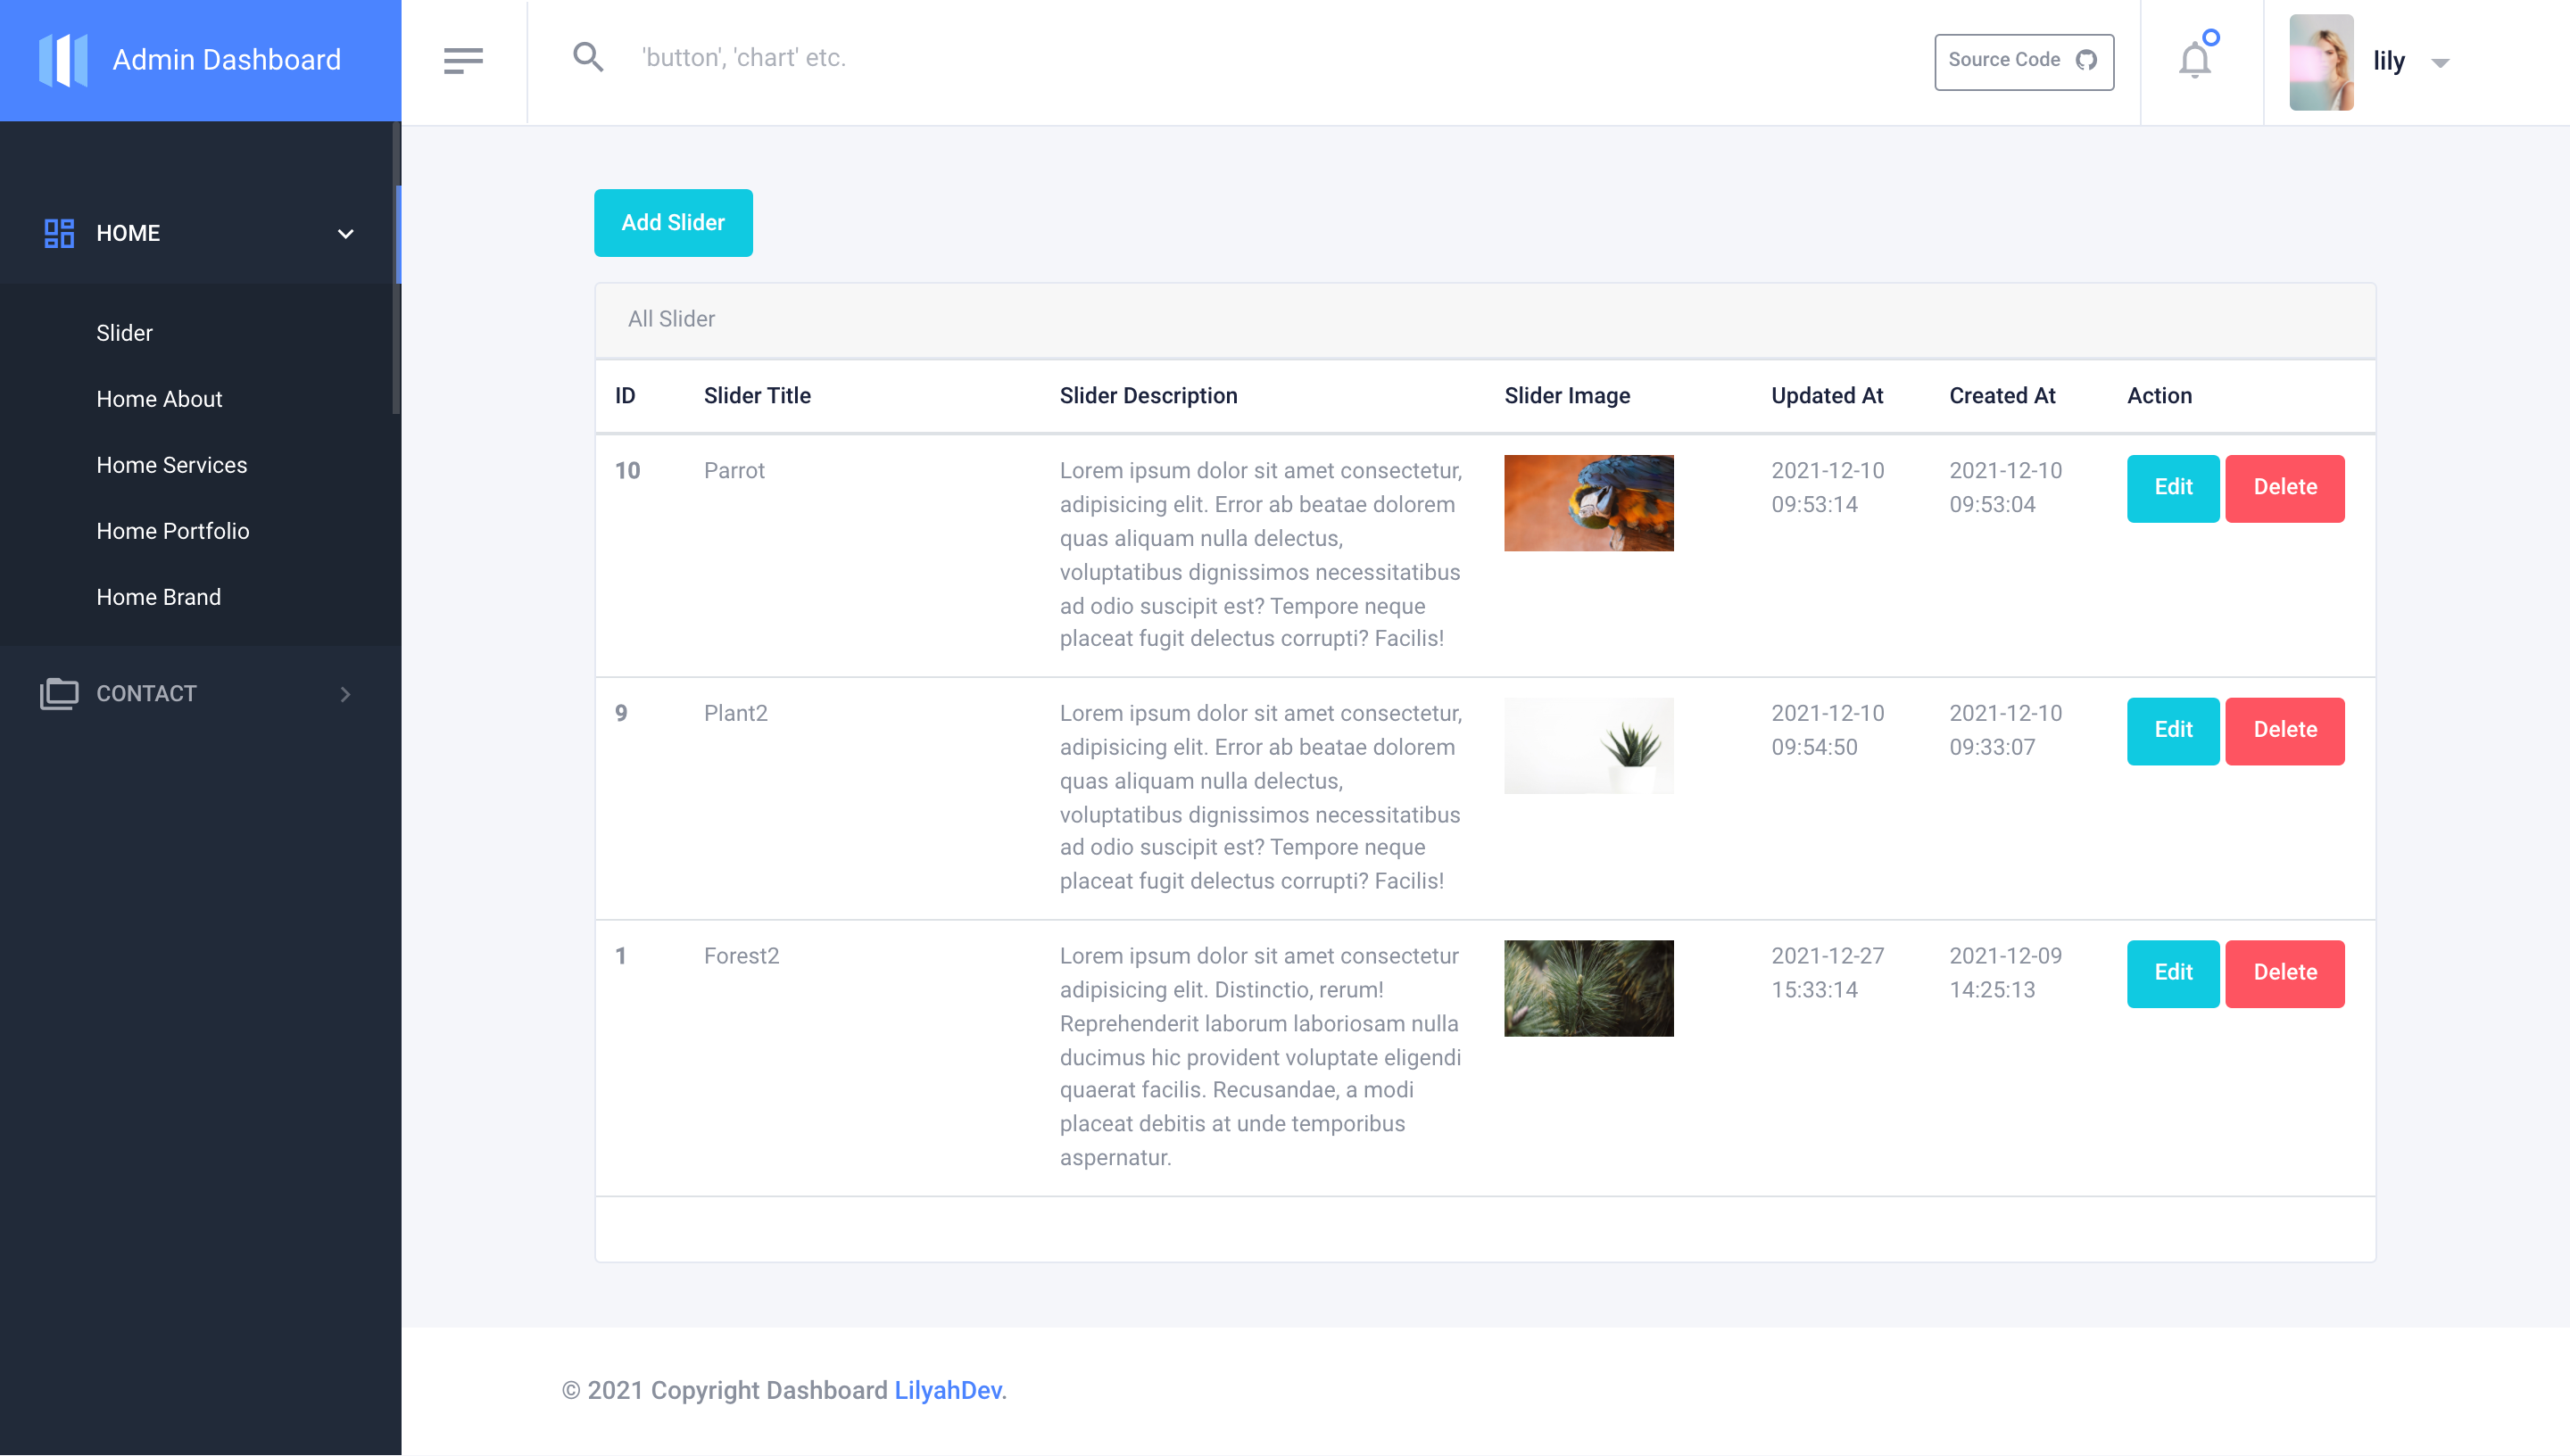 Admin Dashboard
'button', 'chart' etc.
Source Code
lily
HOME
Slider
Home About
Home Services
Home Portfolio
Home Brand
CONTACT
Add Slider
All Slider
ID Slider Title Slider Description Slider Image Updated At Created At Action
10 Parrot Lorem ipsum dolor sit amet consectetur, 2021-12-10 2021-12-10 Edit Delete
adipisicing elit. Error ab beatae dolorem 09:53:14 09:53:04
quas aliquam nulla delectus,
voluptatibus dignissimos necessitatibus
ad odio suscipit est? Tempore neque
placeat fugit delectus corrupti? Facilis!
9 Plant2 Lorem ipsum dolor sit amet consectetur, 2021-12-10 2021-12-10 Edit Delete
adipisicing elit. Error ab beatae dolorem 09:54:50 09:33:07
quas aliquam nulla delectus,
voluptatibus dignissimos necessitatibus
ad odio suscipit est? Tempore neque
placeat fugit delectus corrupti? Facilis!
1 Forest2 Lorem ipsum dolor sit amet consectetur 2021-12-27 2021-12-09 Edit Delete
adipisicing elit. Distinctio, rerum! 15:33:14 14:25:13
Reprehenderit laborum laboriosam nulla
ducimus hic provident voluptate eligendi
quaerat facilis. Recusandae, a modi
placeat debitis at unde temporibus
aspernatur.
© 2021 Copyright Dashboard LilyahDev.